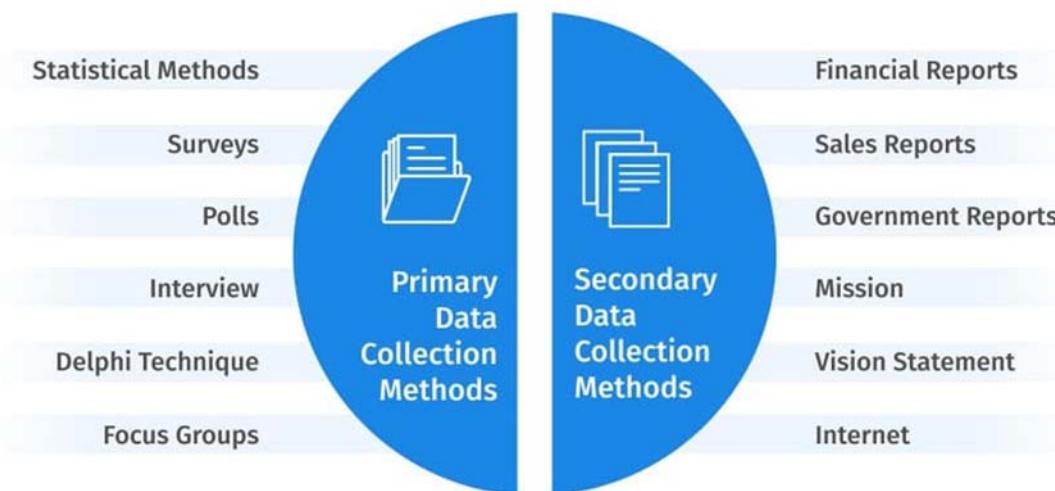 Statistical Methods
Surveys
Polls
Interview
Delphi Technique
Focus Groups
Primary
Data
Collection
Methods
Secondary
Data
Collection
Methods
Financial Reports
Sales Reports
Government Reports
Mission
Vision Statement
Internet